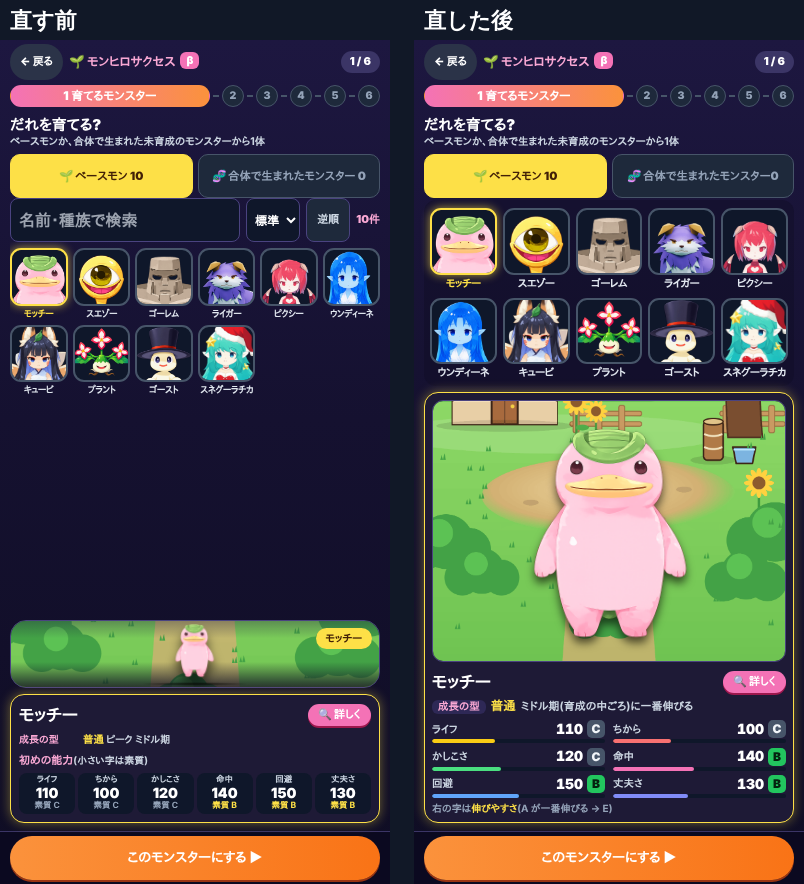 直す前
← 戻る 🌱 モンヒロサクセス β 1 / 6
1 育てるモンスター 2 3 4 5 6
だれを育てる?
ベースモンか、合体で生まれた未育成のモンスターから1体
🌱 ベースモン 10 🧬 合体で生まれたモンスター 0
名前・種族で検索 標準 逆順 10件
モッチー スエゾー ゴーレム ライガー ピクシー ウンディーネ
キュービ プラント ゴースト スネグーラチカ
モッチー
モッチー 🔍 詳しく
成長の型 普通 ピーク ミドル期
初めの能力(小さい字は素質)
ライフ ちから かしこさ 命中 回避 丈夫さ
110 100 120 140 150 130
素質 C 素質 C 素質 C 素質 B 素質 B 素質 B
このモンスターにする ▶
直した後
← 戻る 🌱 モンヒロサクセス β 1 / 6
1 育てるモンスター 2 3 4 5 6
だれを育てる?
ベースモンか、合体で生まれた未育成のモンスターから1体
🌱 ベースモン 10 🧬 合体で生まれたモンスター0
モッチー スエゾー ゴーレム ライガー ピクシー
ウンディーネ キュービ プラント ゴースト スネグーラチカ
モッチー 🔍 詳しく
成長の型 普通 ミドル期(育成の中ごろ)に一番伸びる
ライフ 110 C ちから 100 C
かしこさ 120 C 命中 140 B
回避 150 B 丈夫さ 130 B
右の字は伸びやすさ(A が一番伸びる → E)
このモンスターにする ▶